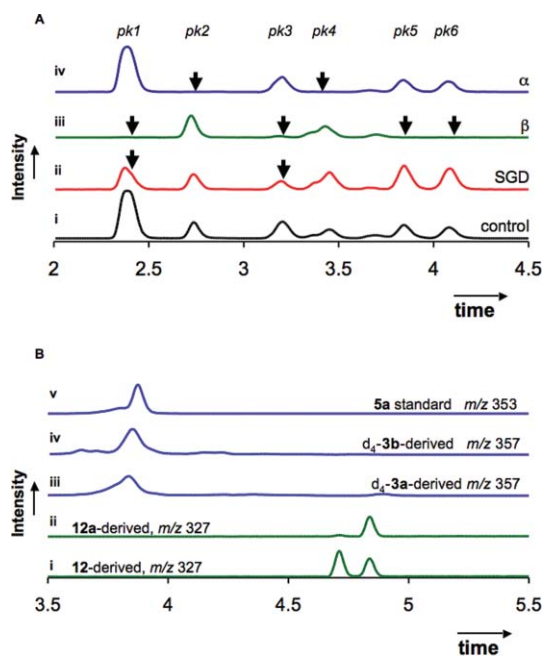 A
pk1 pk2 pk3 pk4 pk5 pk6
iv α
iii β
ii SGD
i control
Intensity
2 2.5 3 3.5 4 4.5
time
B
v 5a standard m/z 353
iv d4-3b-derived m/z 357
iii d4-3a-derived m/z 357
ii 12a-derived, m/z 327
i 12-derived, m/z 327
Intensity
3.5 4 4.5 5 5.5
time